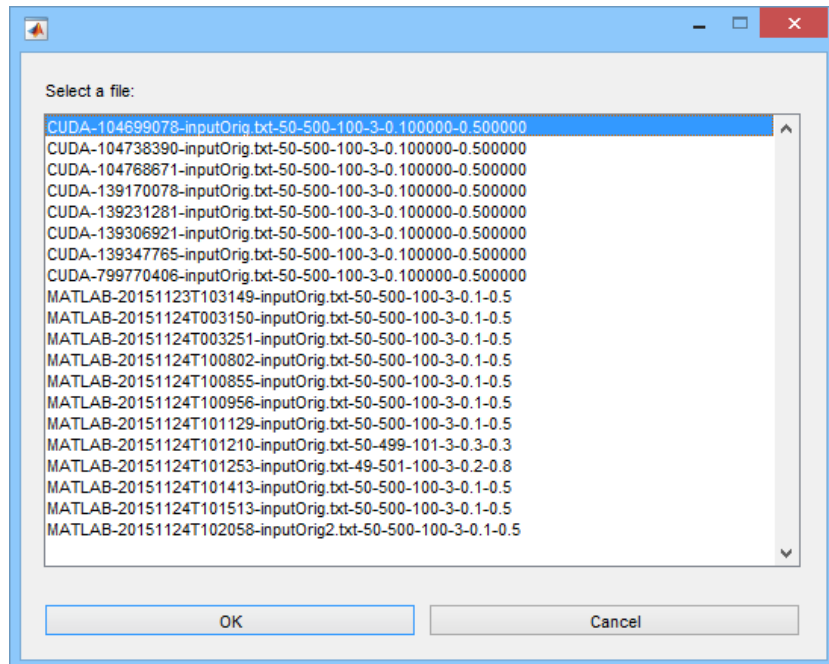 Select a file:
CUDA-104699078-inputOrig.txt-50-500-100-3-0.100000-0.500000
CUDA-104738390-inputOrig.txt-50-500-100-3-0.100000-0.500000
CUDA-104768671-inputOrig.txt-50-500-100-3-0.100000-0.500000
CUDA-139170078-inputOrig.txt-50-500-100-3-0.100000-0.500000
CUDA-139231281-inputOrig.txt-50-500-100-3-0.100000-0.500000
CUDA-139306921-inputOrig.txt-50-500-100-3-0.100000-0.500000
CUDA-139347765-inputOrig.txt-50-500-100-3-0.100000-0.500000
CUDA-799770406-inputOrig.txt-50-500-100-3-0.100000-0.500000
MATLAB-20151123T103149-inputOrig.txt-50-500-100-3-0.1-0.5
MATLAB-20151124T003150-inputOrig.txt-50-500-100-3-0.1-0.5
MATLAB-20151124T003251-inputOrig.txt-50-500-100-3-0.1-0.5
MATLAB-20151124T100802-inputOrig.txt-50-500-100-3-0.1-0.5
MATLAB-20151124T100855-inputOrig.txt-50-500-100-3-0.1-0.5
MATLAB-20151124T100956-inputOrig.txt-50-500-100-3-0.1-0.5
MATLAB-20151124T101129-inputOrig.txt-50-500-100-3-0.1-0.5
MATLAB-20151124T101210-inputOrig.txt-50-499-101-3-0.3-0.3
MATLAB-20151124T101253-inputOrig.txt-49-501-100-3-0.2-0.8
MATLAB-20151124T101413-inputOrig.txt-50-500-100-3-0.1-0.5
MATLAB-20151124T101513-inputOrig.txt-50-500-100-3-0.1-0.5
MATLAB-20151124T102058-inputOrig2.txt-50-500-100-3-0.1-0.5
OK Cancel